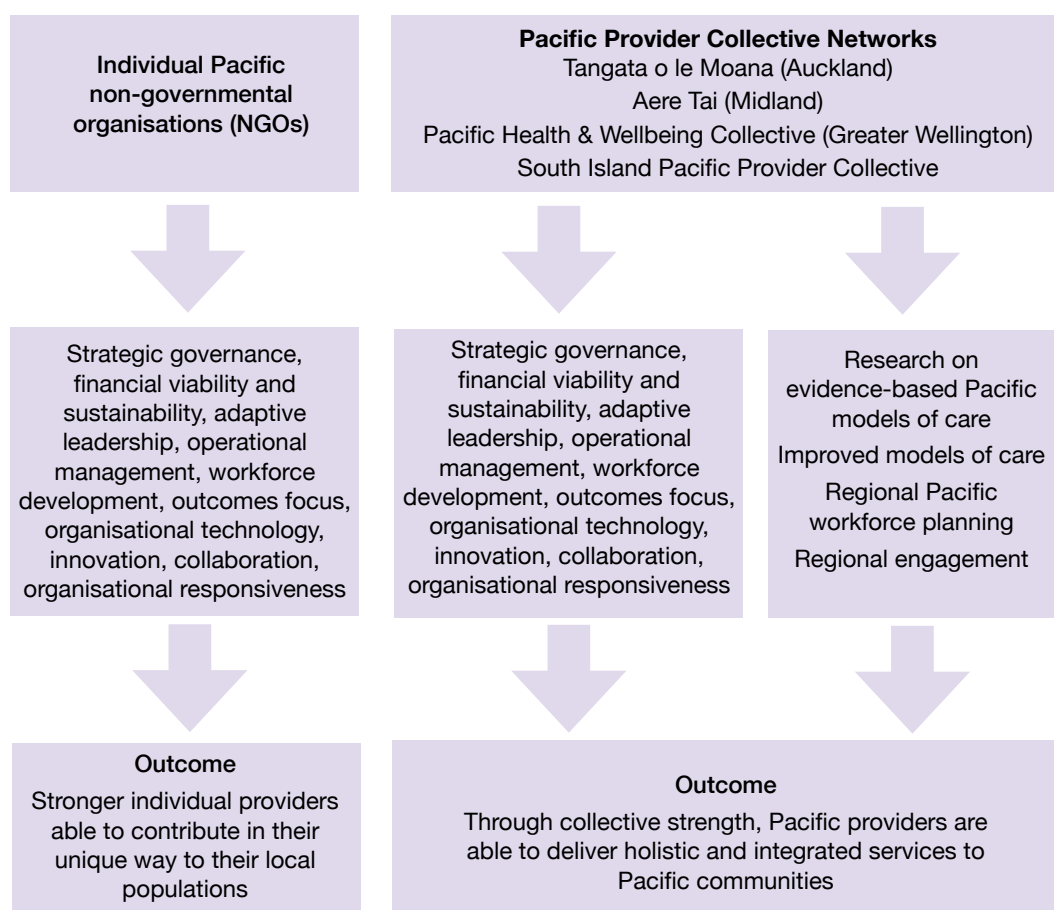 Individual Pacific
non-governmental
organisations (NGOs)
Pacific Provider Collective Networks
Tangata o le Moana (Auckland)
Aere Tai (Midland)
Pacific Health & Wellbeing Collective (Greater Wellington)
South Island Pacific Provider Collective
Strategic governance,
financial viability and
sustainability, adaptive
leadership, operational
management, workforce
development, outcomes focus,
organisational technology,
innovation, collaboration,
organisational responsiveness
Strategic governance,
financial viability and
sustainability, adaptive
leadership, operational
management, workforce
development, outcomes focus,
organisational technology,
innovation, collaboration,
organisational responsiveness
Research on
evidence-based Pacific
models of care
Improved models of care
Regional Pacific
workforce planning
Regional engagement
Outcome
Stronger individual providers
able to contribute in their
unique way to their local
populations
Outcome
Through collective strength, Pacific providers are
able to deliver holistic and integrated services to
Pacific communities